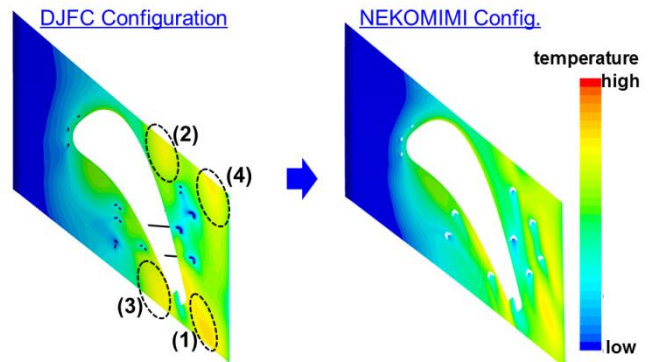 DJFC Configuration
NEKOMIMI Config.
temperature
high
(2)
(4)
(3)
(1)
low